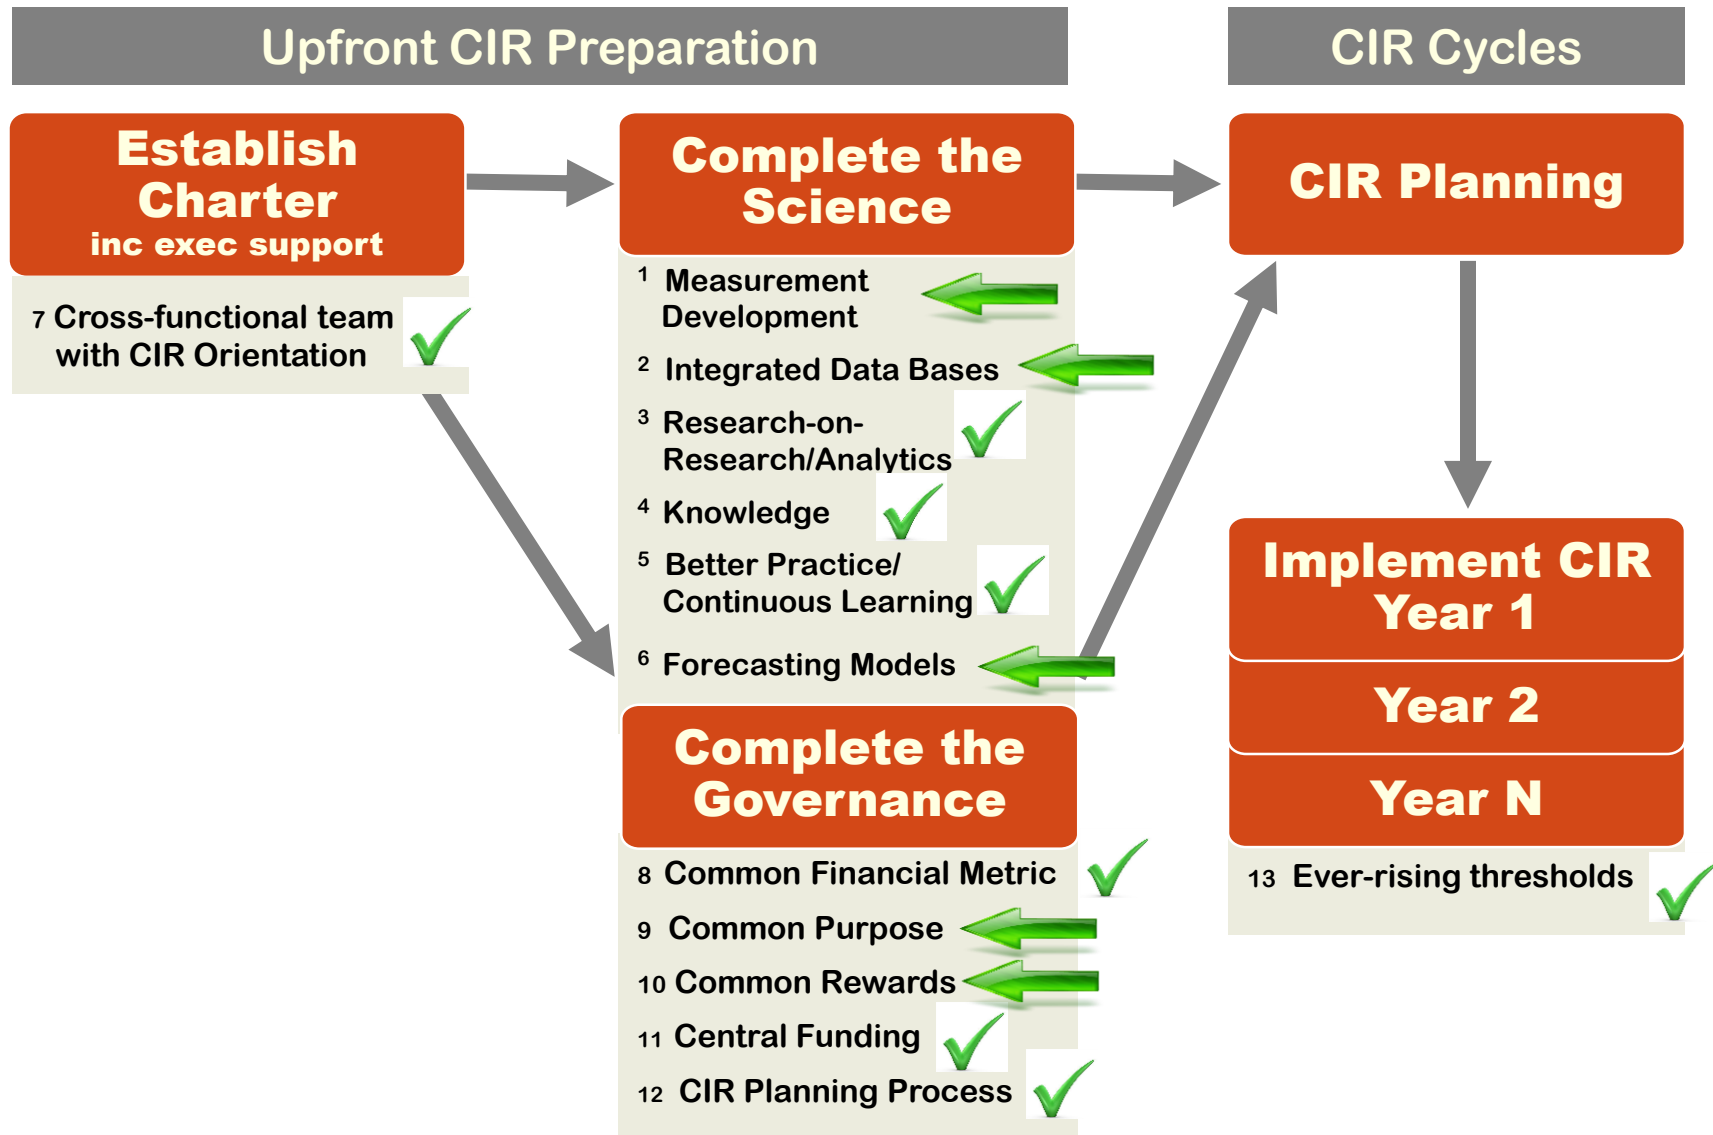 Upfront CIR Preparation
CIR Cycles
Establish
Charter
inc exec support
7 Cross-functional team
with CIR Orientation
Complete the
Science
1 Measurement
Development
2 Integrated Data Bases
3 Research-on-
Research/Analytics
4 Knowledge
5 Better Practice/
Continuous Learning
6 Forecasting Models
Complete the
Governance
8 Common Financial Metric
9 Common Purpose
10 Common Rewards
11 Central Funding
12 CIR Planning Process
CIR Planning
Implement CIR
Year 1
Year 2
Year N
13 Ever-rising thresholds